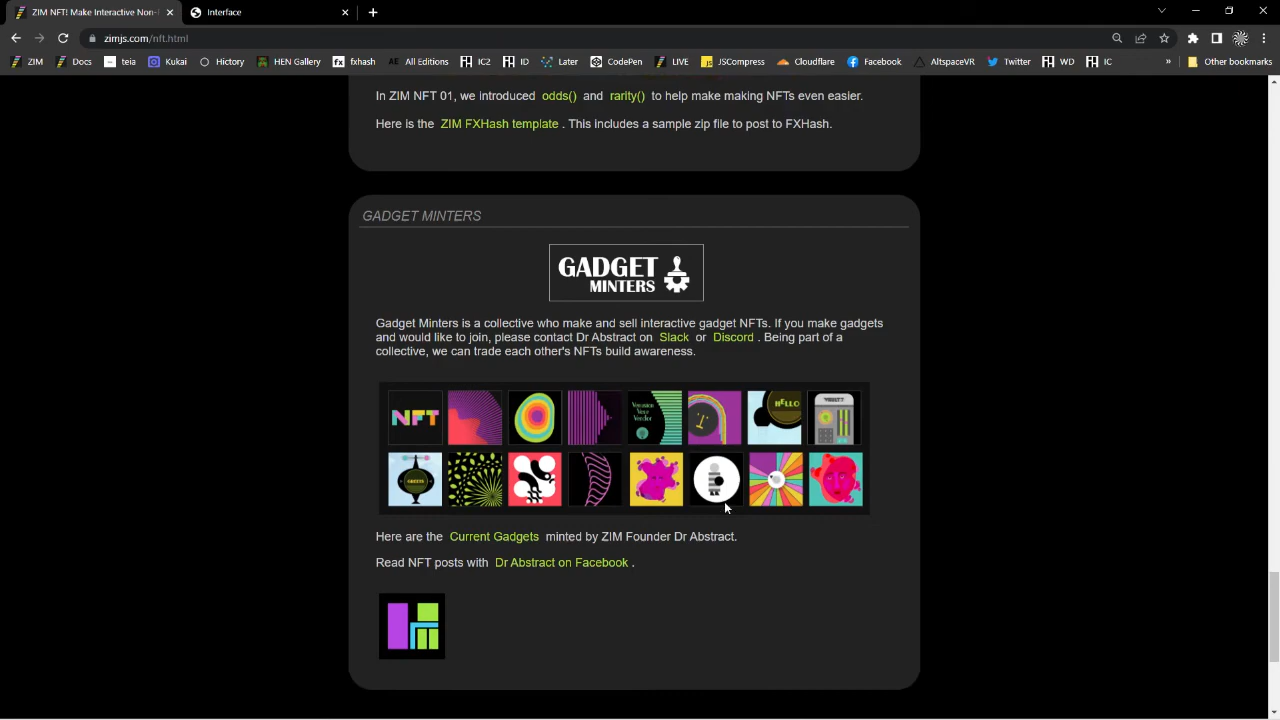 ZIM NFT! Make Interactive Non-
Interface
zimjs.com/nft.html
ZIM Docs teia Kukai Hictory HEN Gallery fxhash All Editions IC2 ID Later CodePen LIVE JSCompress Cloudflare Facebook AltspaceVR Twitter WD IC » Other bookmarks
In ZIM NFT 01, we introduced odds() and rarity() to help make making NFTs even easier.
Here is the ZIM FXHash template . This includes a sample zip file to post to FXHash.
GADGET MINTERS
GADGET
MINTERS
Gadget Minters is a collective who make and sell interactive gadget NFTs. If you make gadgets
and would like to join, please contact Dr Abstract on Slack or Discord . Being part of a
collective, we can trade each other's NFTs build awareness.
NFT
HELLO
GREETS
Here are the Current Gadgets minted by ZIM Founder Dr Abstract.
Read NFT posts with Dr Abstract on Facebook .